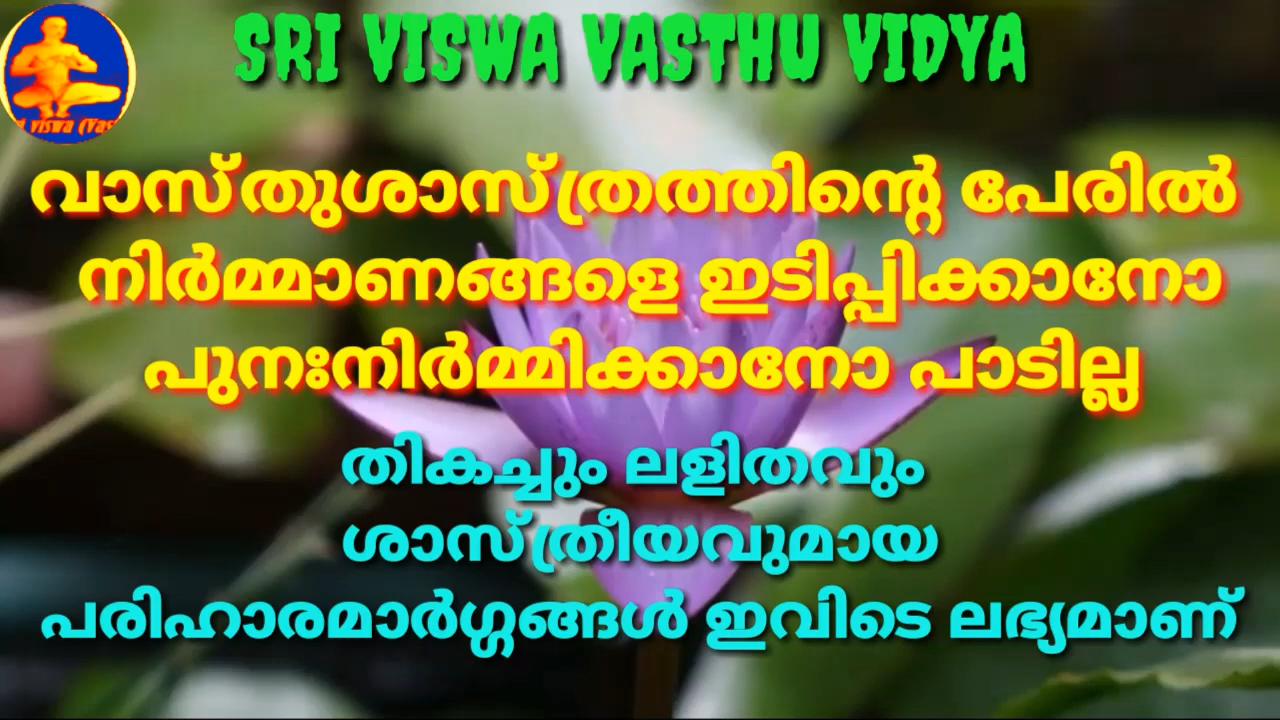 SRI VISWA VASTHU VIDYA
വാസ്തുശാസ്ത്രത്തിന്റെ പേരിൽ
നിർമ്മാണങ്ങളെ ഇടിപ്പിക്കാനോ
പുനഃനിർമ്മിക്കാനോ പാടില്ല
തികച്ചും ലളിതവും
ശാസ്ത്രീയവുമായ
പരിഹാരമാർഗ്ഗങ്ങൾ ഇവിടെ ലഭ്യമാണ്